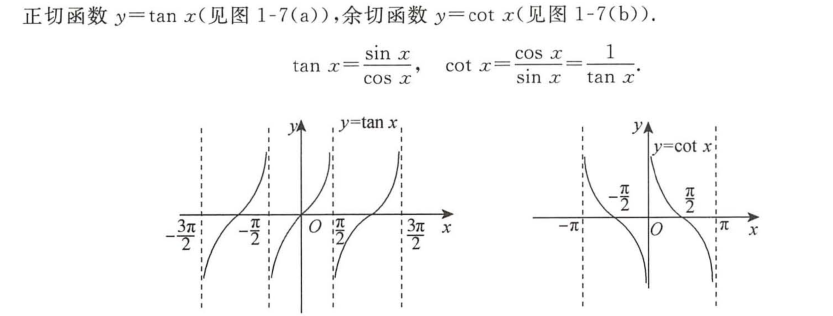 正切函数 y=tan x(见图 1-7(a)),余切函数 y=cot x(见图 1-7(b)).
tan x=sin x/cos x, cot x=cos x/sin x=1/tan x.
y y=tan x
-3π/2 -π/2 O π/2 3π/2 x
y y=cot x
-π -π/2 O π/2 π x